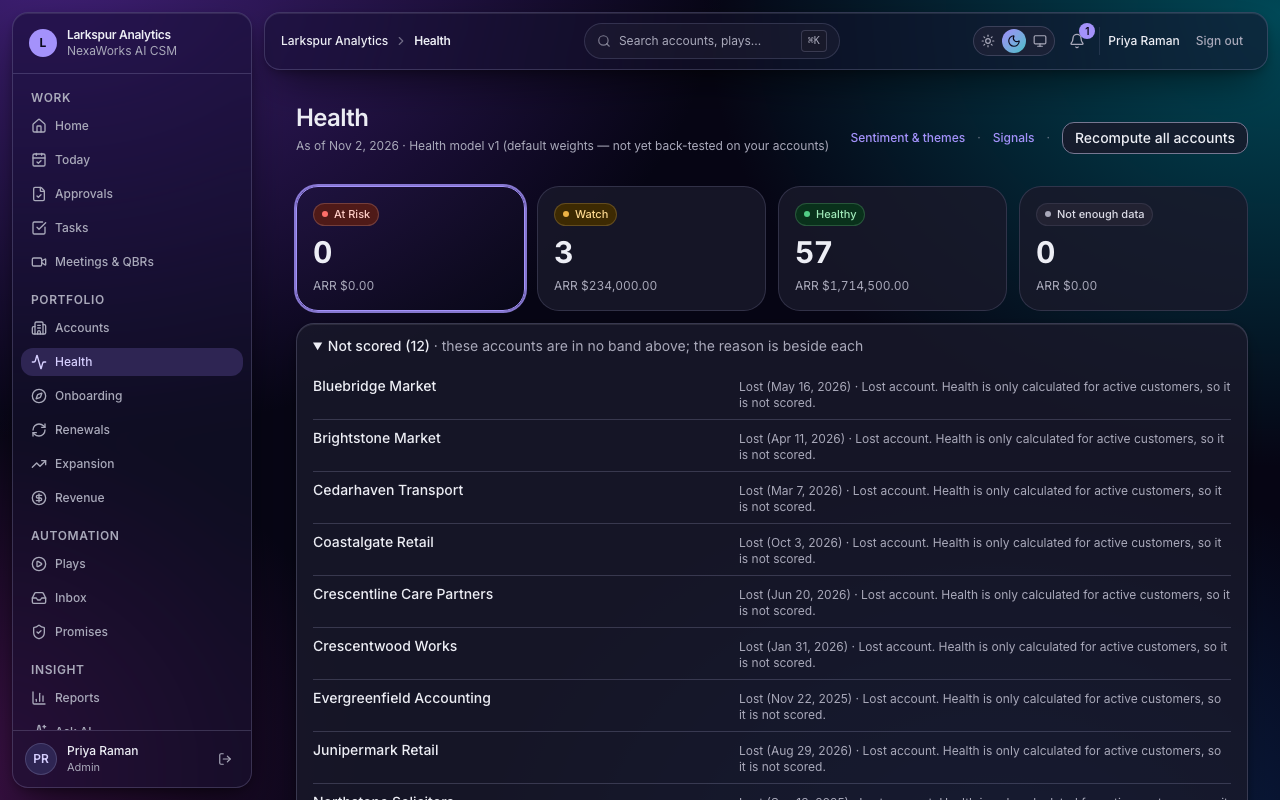 L
Larkspur Analytics
NexaWorks AI CSM
WORK
Home
Today
Approvals
Tasks
Meetings & QBRs
PORTFOLIO
Accounts
Health
Onboarding
Renewals
Expansion
Revenue
AUTOMATION
Plays
Inbox
Promises
INSIGHT
Reports
PR
Priya Raman
Admin
Larkspur Analytics
Health
Search accounts, plays...
⌘K
1
Priya Raman
Sign out
Health
As of Nov 2, 2026 · Health model v1 (default weights — not yet back-tested on your accounts)
Sentiment & themes · Signals ·
Recompute all accounts
At Risk
0
ARR $0.00
Watch
3
ARR $234,000.00
Healthy
57
ARR $1,714,500.00
Not enough data
0
ARR $0.00
Not scored (12) · these accounts are in no band above; the reason is beside each
Bluebridge Market
Lost (May 16, 2026) · Lost account. Health is only calculated for active customers, so it
is not scored.
Brightstone Market
Lost (Apr 11, 2026) · Lost account. Health is only calculated for active customers, so it
is not scored.
Cedarhaven Transport
Lost (Mar 7, 2026) · Lost account. Health is only calculated for active customers, so it
is not scored.
Coastalgate Retail
Lost (Oct 3, 2026) · Lost account. Health is only calculated for active customers, so it
is not scored.
Crescentline Care Partners
Lost (Jun 20, 2026) · Lost account. Health is only calculated for active customers, so it
is not scored.
Crescentwood Works
Lost (Jan 31, 2026) · Lost account. Health is only calculated for active customers, so it
is not scored.
Evergreenfield Accounting
Lost (Nov 22, 2025) · Lost account. Health is only calculated for active customers, so
it is not scored.
Junipermark Retail
Lost (Aug 29, 2026) · Lost account. Health is only calculated for active customers, so
it is not scored.